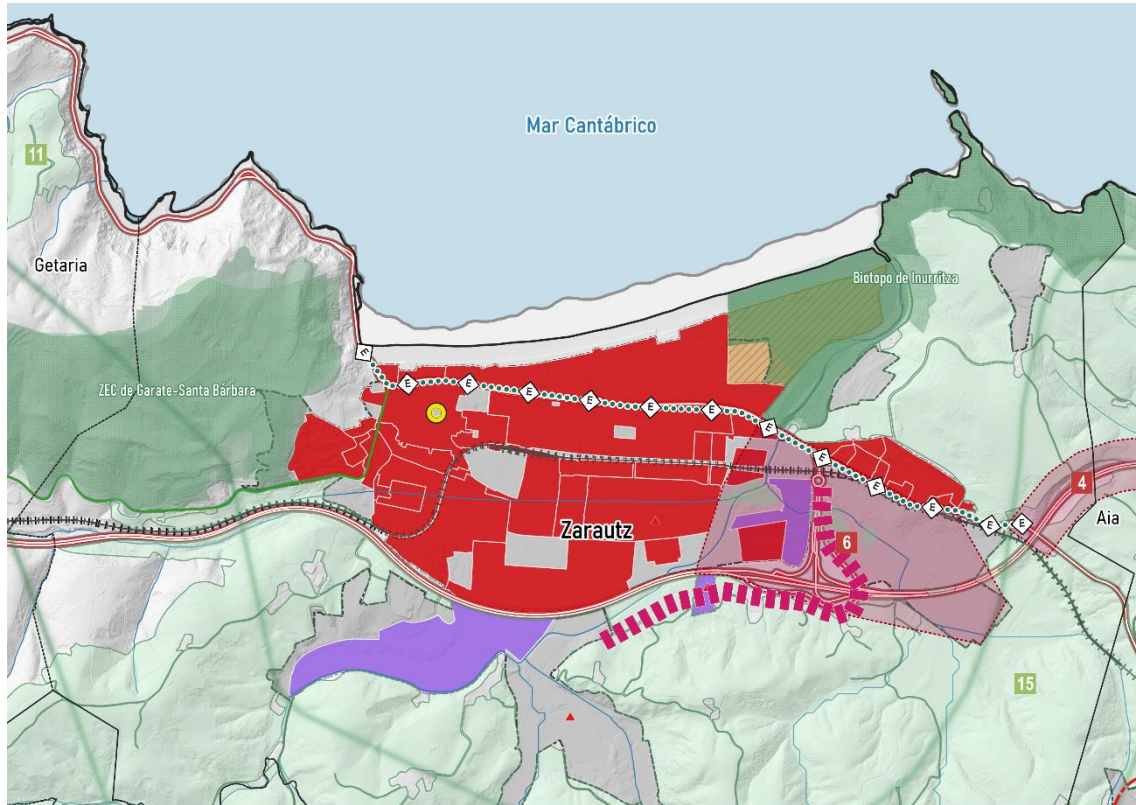 Mar Cantábrico
11
Getaria
Biotopo de Inurritza
ZEC de Garate-Santa Bárbara
E
E
E
E
E
E
E
E
E
E
E
E
E
4
Aia
Zarautz
6
15